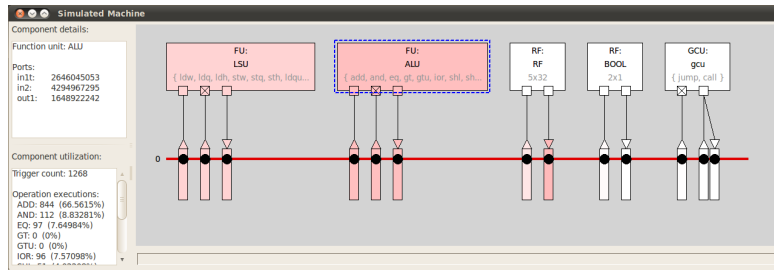 Simulated Machine
Component details:
Function unit: ALU
Ports:
in1t: 2646045053
in2: 4294967295
out1: 1648922242
Component utilization:
Trigger count: 1268
Operation executions:
ADD: 844 (66.5615%)
AND: 112 (8.83281%)
EQ: 97 (7.64984%)
GT: 0 (0%)
GTU: 0 (0%)
IOR: 96 (7.57098%)
FU:
LSU
{ ldw, ldq, ldh, stw, stq, sth, ldqu...
FU:
ALU
{ add, and, eq, gt, gtu, ior, shl, sh...
RF:
RF
5x32
RF:
BOOL
2x1
GCU:
gcu
{ jump, call }
0